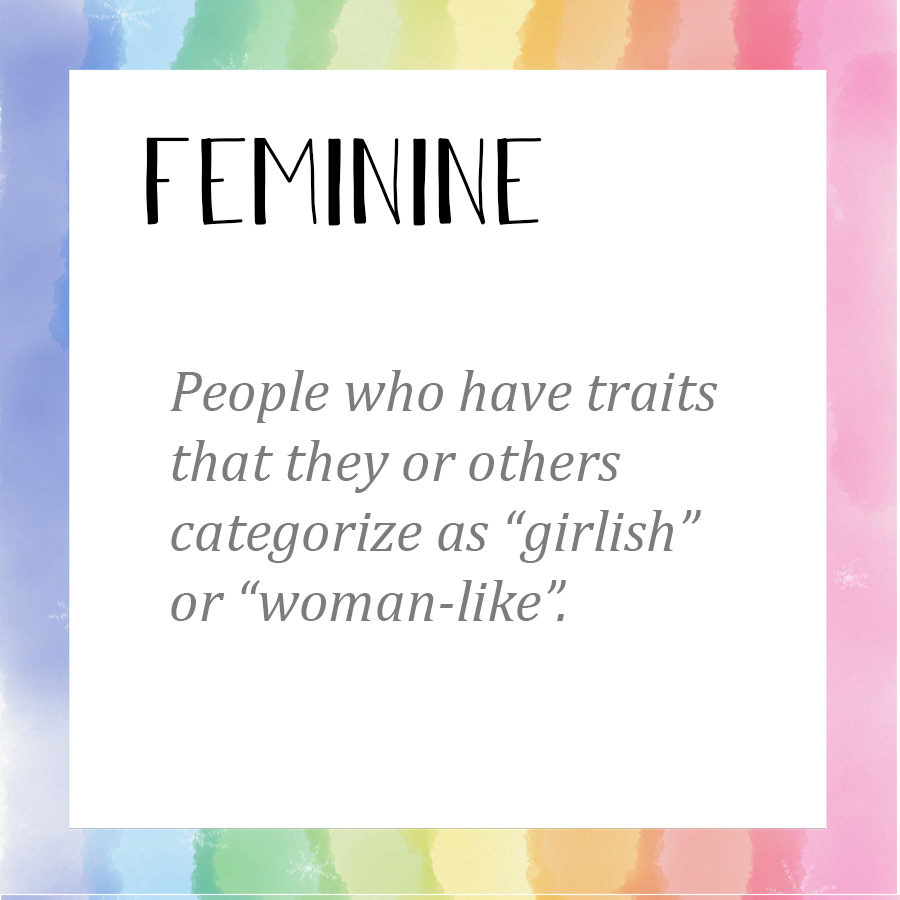 FEMININE
People who have traits
that they or others
categorize as “girlish”
or “woman-like”.